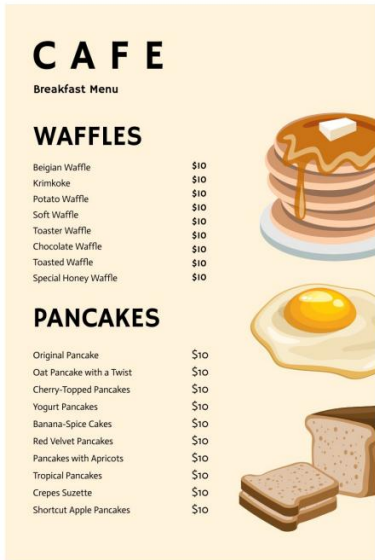 CAFE
Breakfast Menu
WAFFLES
Beigian Waffle $10
Krimkoke $10
Potato Waffle $10
$10
Soft Waffle $10
Toaster Waffle $10
Chocolate Waffle $10
Toasted Waffle $10
Special Honey Waffle $10
PANCAKES
Original Pancake $10
Oat Pancake with a Twist $10
Cherry-Topped Pancakes $10
Yogurt Pancakes $10
Banana-Spice Cakes $10
Red Velvet Pancakes $10
Pancakes with Apricots $10
Tropical Pancakes $10
Crepes Suzette $10
Shortcut Apple Pancakes $10